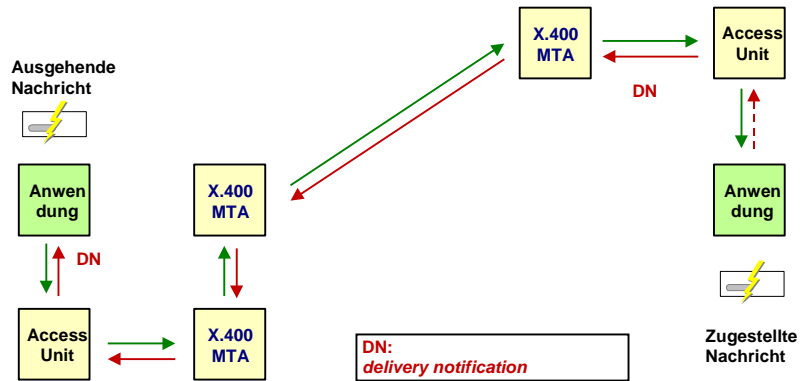 X.400
MTA
Access
Unit
Ausgehende
Nachricht
DN
Anwen
dung
X.400
MTA
Anwen
dung
DN
Access
Unit
X.400
MTA
DN:
delivery notification
Zugestellte
Nachricht